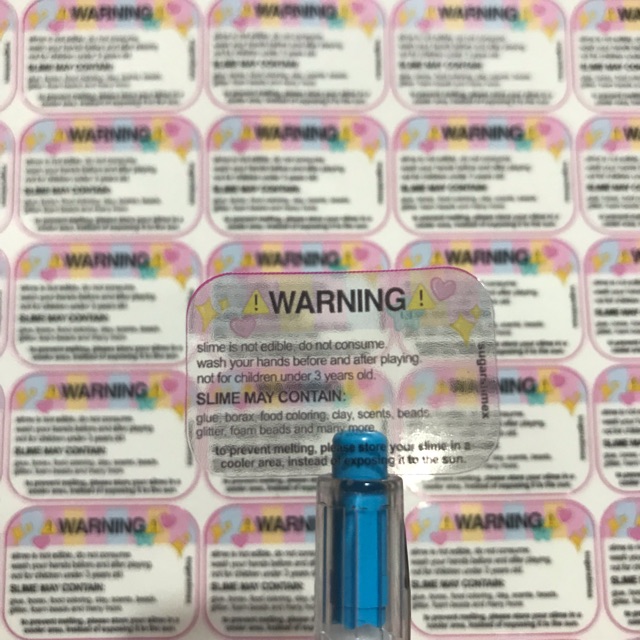 WARNING
slime is not edible, do not consume.
wash your hands before and after playing.
not for children under 3 years old.
SLIME MAY CONTAIN:
glue, borax, food coloring, clay, scents, beads,
glitter, foam beads and many more
to prevent melting, please store your slime in a
cooler area, instead of exposing it to the sun.
sugarslimex